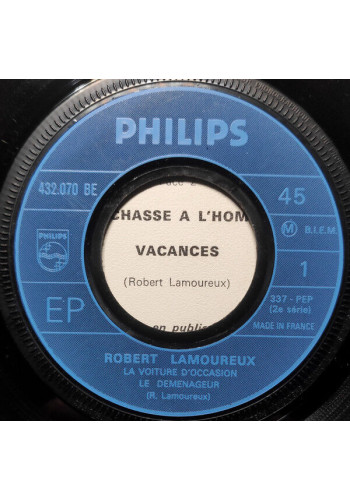 PHILIPS
432.070 BE
45
CHASSE A L'HOM
M B.I.E.M
PHILIPS
VACANCES
1
(Robert Lamoureux)
EP
337 - PEP
(2e série)
en public
MADE IN FRANCE
ROBERT LAMOUREUX
LA VOITURE D'OCCASION
LE DEMENAGEUR
(R. Lamoureux)